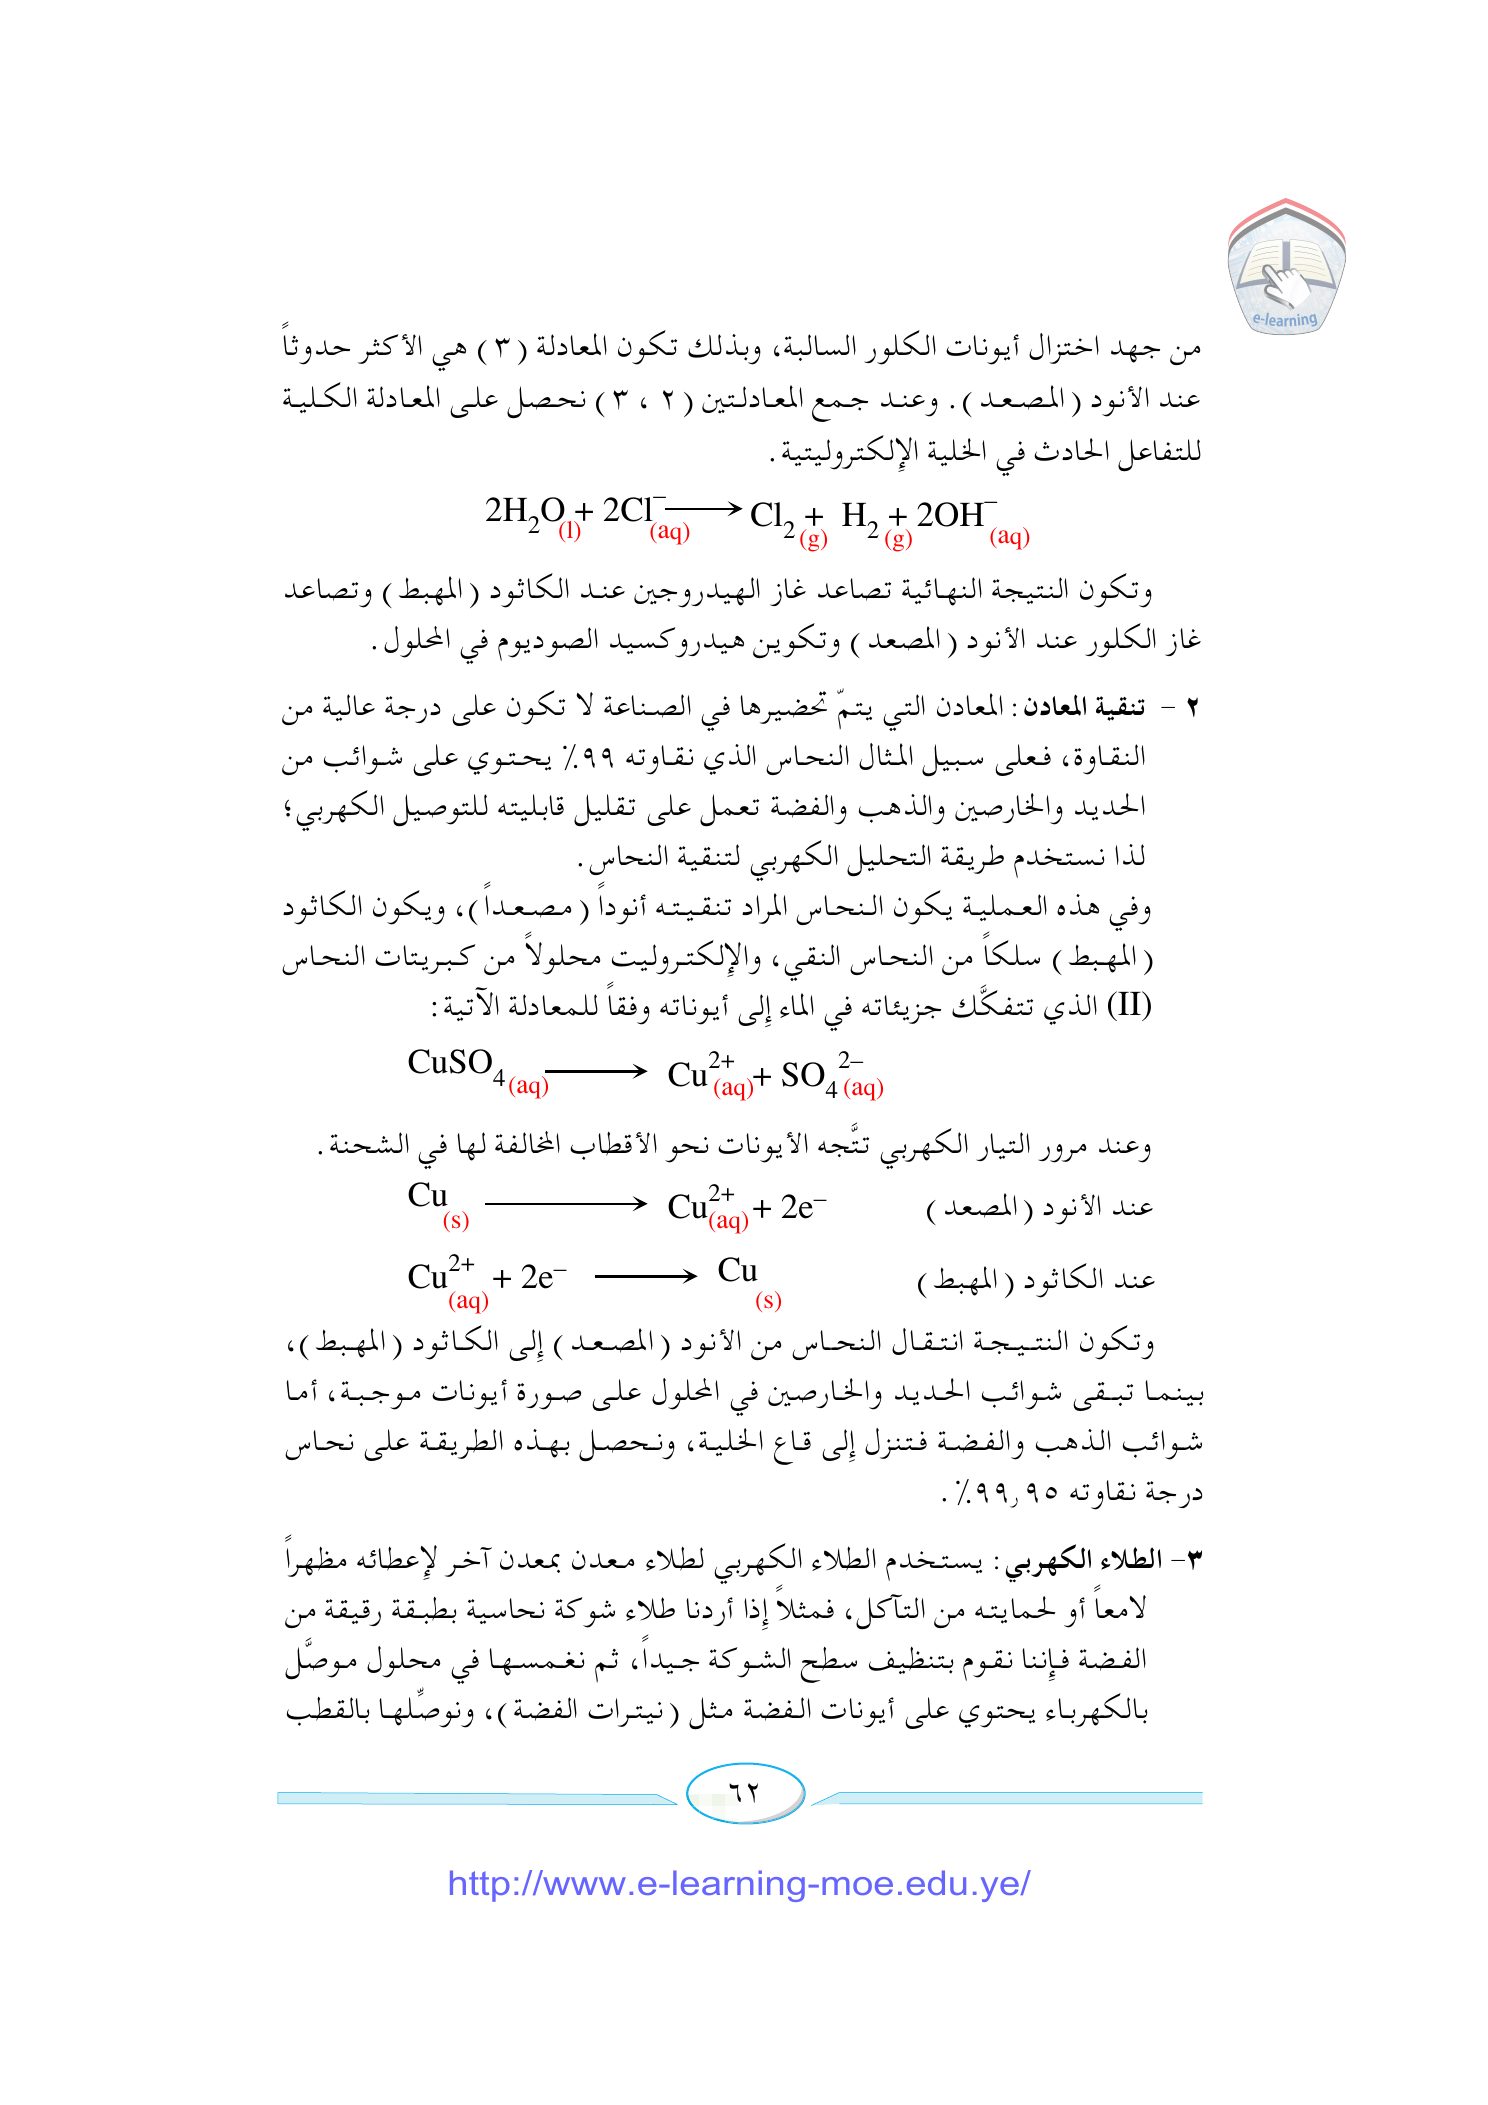 e-learning
من جهد اختزال أيونات الكلور السالبة، وبذلك تكون المعادلة (٣) هي الأكثر حدوثاً
عند الأنود (المصعد). وعند جمع المعادلتين (٢ ، ٣) نحصل على المعادلة الكلية
للتفاعل الحادث في الخلية الإلكتروليتية.
2H₂O(l) + 2Cl⁻(aq) ⟶ Cl₂(g) + H₂(g) + 2OH⁻(aq)
وتكون النتيجة النهائية تصاعد غاز الهيدروجين عند الكاثود (المهبط) وتصاعد
غاز الكلور عند الأنود (المصعد) وتكوين هيدروكسيد الصوديوم في المحلول.
٢ – تنقية المعادن: المعادن التي يتمّ تحضيرها في الصناعة لا تكون على درجة عالية من
النقاوة، فعلى سبيل المثال النحاس الذي نقاوته ٩٩٪ يحتوي على شوائب من
الحديد والخارصين والذهب والفضة تعمل على تقليل قابليته للتوصيل الكهربي؛
لذا نستخدم طريقة التحليل الكهربي لتنقية النحاس.
وفي هذه العملية يكون النحاس المراد تنقيته أنوداً (مصعداً)، ويكون الكاثود
(المهبط) سلكاً من النحاس النقي، والإلكتروليت محلولاً من كبريتات النحاس
(II) الذي تتفكَّك جزيئاته في الماء إلى أيوناته وفقاً للمعادلة الآتية:
CuSO₄(aq) ⟶ Cu²⁺(aq) + SO₄²⁻(aq)
وعند مرور التيار الكهربي تتَّجه الأيونات نحو الأقطاب المخالفة لها في الشحنة.
عند الأنود (المصعد) Cu(s) ⟶ Cu²⁺(aq) + 2e⁻
عند الكاثود (المهبط) Cu²⁺(aq) + 2e⁻ ⟶ Cu(s)
وتكون النتيجة انتقال النحاس من الأنود (المصعد) إلى الكاثود (المهبط)،
بينما تبقى شوائب الحديد والخارصين في المحلول على صورة أيونات موجبة، أما
شوائب الذهب والفضة فتنزل إلى قاع الخلية، ونحصل بهذه الطريقة على نحاس
درجة نقاوته ٩٩,٩٥٪.
٣– الطلاء الكهربي: يستخدم الطلاء الكهربي لطلاء معدن بمعدن آخر لإعطائه مظهراً
لامعاً أو لحمايته من التآكل، فمثلاً إذا أردنا طلاء شوكة نحاسية بطبقة رقيقة من
الفضة فإننا نقوم بتنظيف سطح الشوكة جيداً، ثم نغمسها في محلول موصَّل
بالكهرباء يحتوي على أيونات الفضة مثل (نيترات الفضة)، ونوصِّلها بالقطب
٦٢
http://www.e-learning-moe.edu.ye/